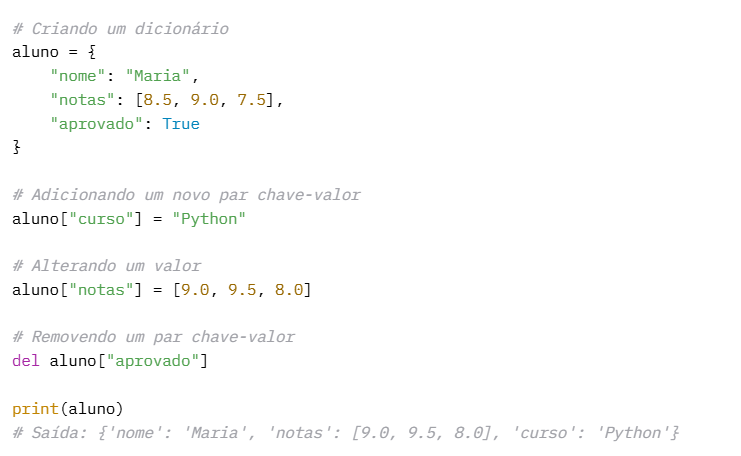 # Criando um dicionário
aluno = {
    "nome": "Maria",
    "notas": [8.5, 9.0, 7.5],
    "aprovado": True
}
# Adicionando um novo par chave-valor
aluno["curso"] = "Python"
# Alterando um valor
aluno["notas"] = [9.0, 9.5, 8.0]
# Removendo um par chave-valor
del aluno["aprovado"]
print(aluno)
# Saída: {'nome': 'Maria', 'notas': [9.0, 9.5, 8.0], 'curso': 'Python'}